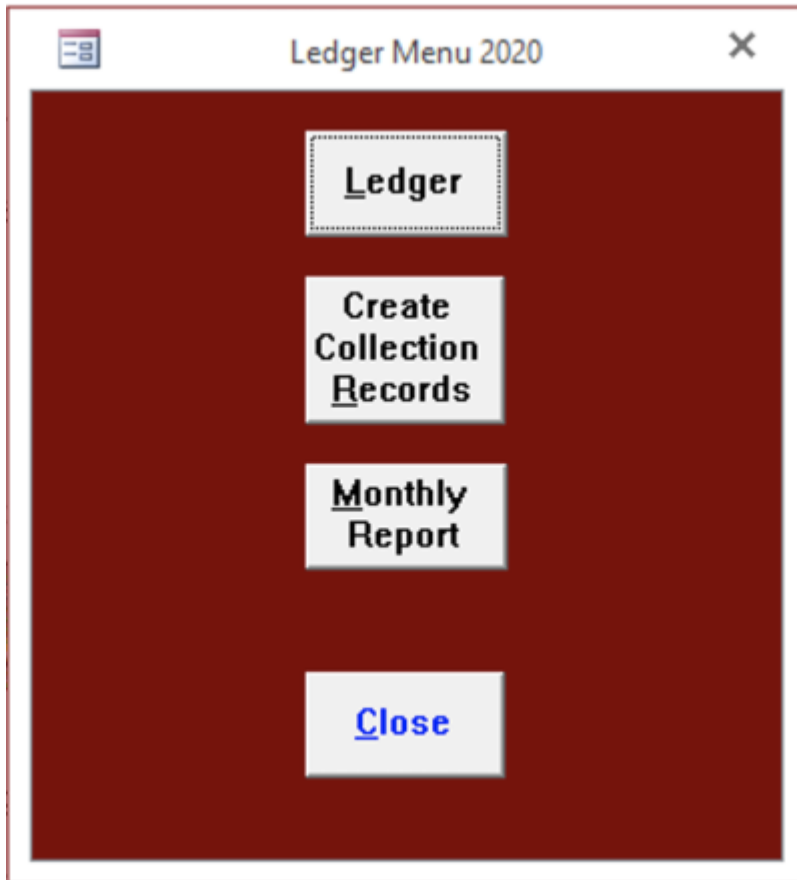 Ledger Menu 2020
Ledger
Create
Collection
Records
Monthly
Report
Close